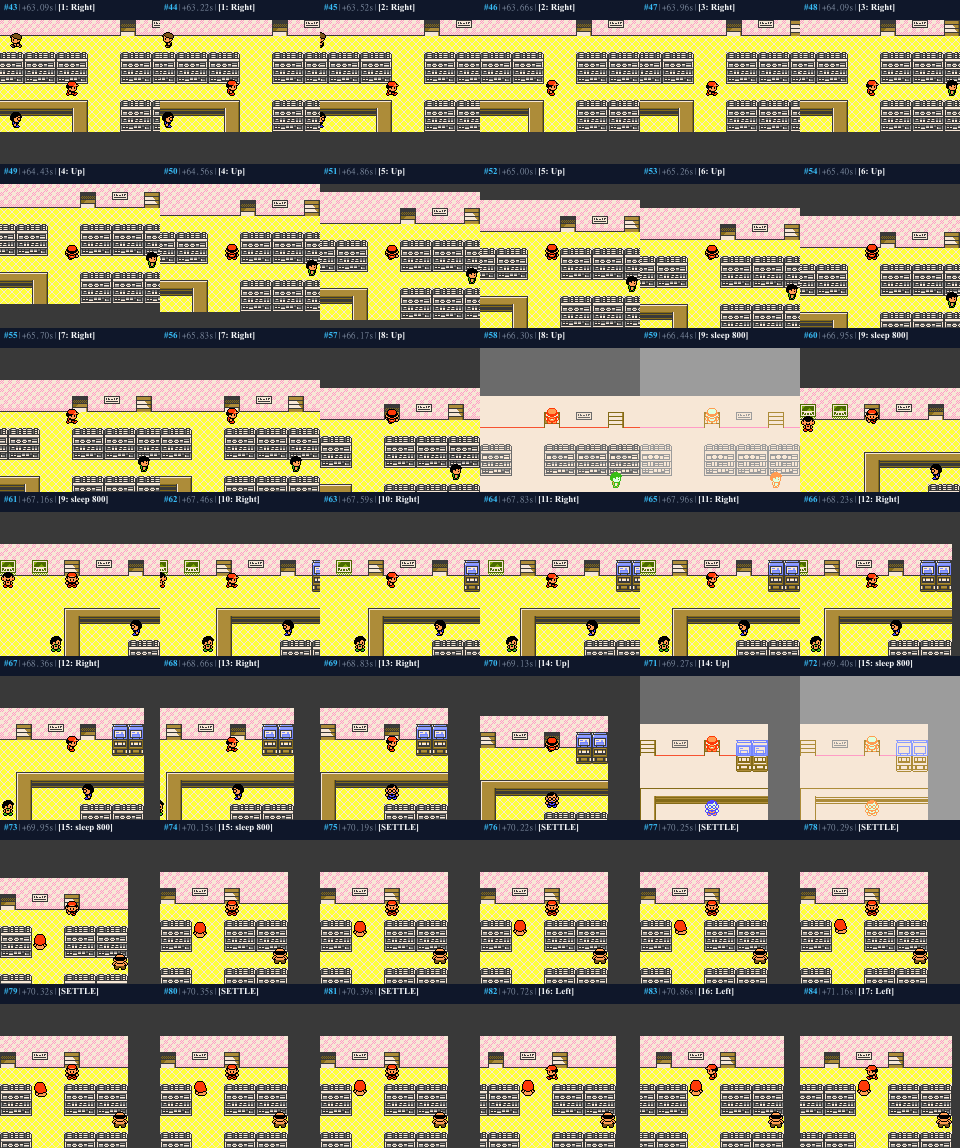 #43|+63.09s| [1: Right] #44|+63.22s| [1: Right] #45|+63.52s| [2: Right] #46|+63.66s| [2: Right] #47|+63.96s| [3: Right] #48|+64.09s| [3: Right]
#49|+64.43s| [4: Up] #50|+64.56s| [4: Up] #51|+64.86s| [5: Up] #52|+65.00s| [5: Up] #53|+65.26s| [6: Up] #54|+65.40s| [6: Up]
#55|+65.70s| [7: Right] #56|+65.83s| [7: Right] #57|+66.17s| [8: Up] #58|+66.30s| [8: Up] #59|+66.44s| [9: sleep 800] #60|+66.95s| [9: sleep 800]
#61|+67.16s| [9: sleep 800] #62|+67.46s| [10: Right] #63|+67.59s| [10: Right] #64|+67.83s| [11: Right] #65|+67.96s| [11: Right] #66|+68.23s| [12: Right]
#67|+68.36s| [12: Right] #68|+68.66s| [13: Right] #69|+68.83s| [13: Right] #70|+69.13s| [14: Up] #71|+69.27s| [14: Up] #72|+69.40s| [15: sleep 800]
#73|+69.95s| [15: sleep 800] #74|+70.15s| [15: sleep 800] #75|+70.19s| [SETTLE] #76|+70.22s| [SETTLE] #77|+70.25s| [SETTLE] #78|+70.29s| [SETTLE]
#79|+70.32s| [SETTLE] #80|+70.35s| [SETTLE] #81|+70.39s| [SETTLE] #82|+70.72s| [16: Left] #83|+70.86s| [16: Left] #84|+71.16s| [17: Left]